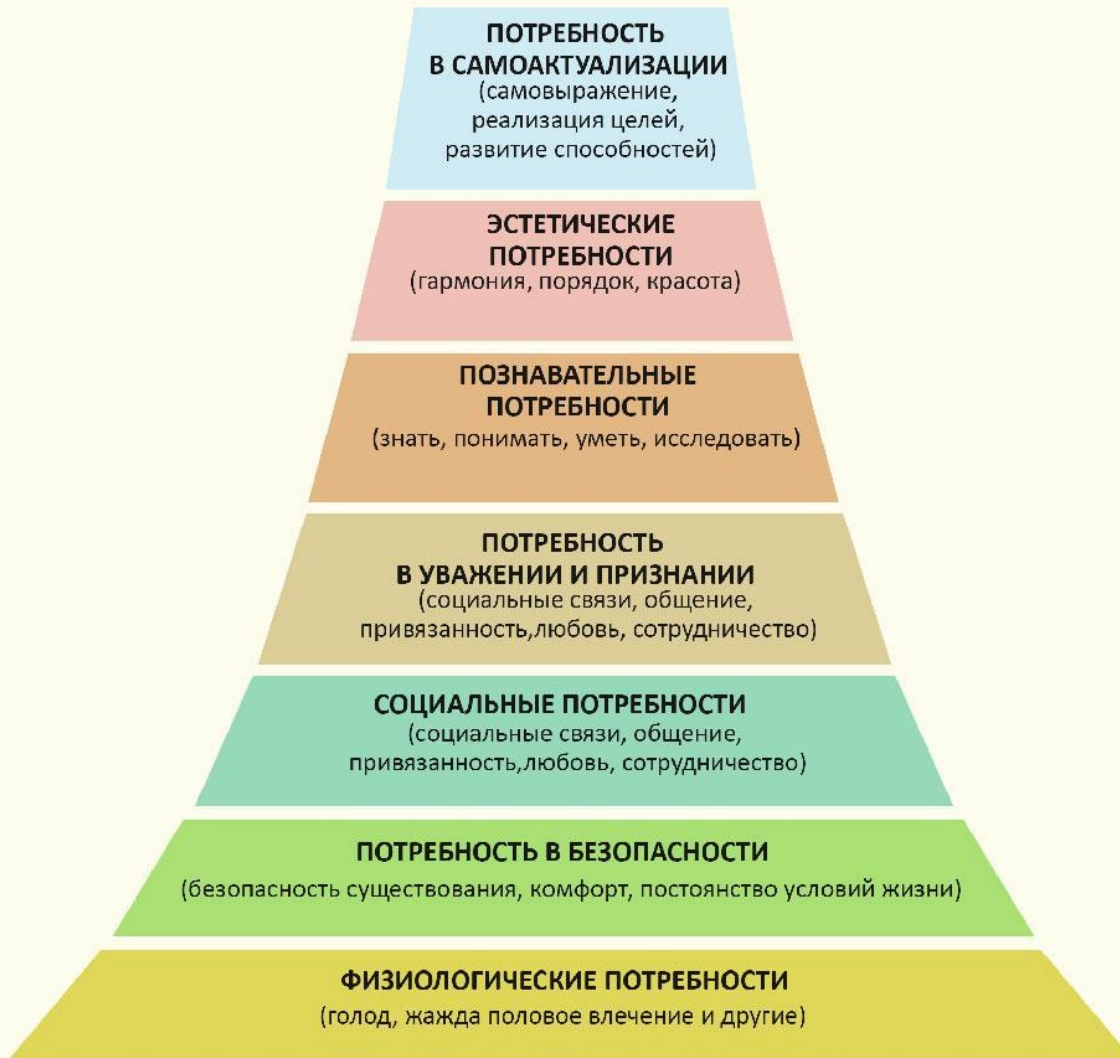 ПОТРЕБНОСТЬ
В САМОАКТУАЛИЗАЦИИ
(самовыражение,
реализация целей,
развитие способностей)
ЭСТЕТИЧЕСКИЕ
ПОТРЕБНОСТИ
(гармония, порядок, красота)
ПОЗНАВАТЕЛЬНЫЕ
ПОТРЕБНОСТИ
(знать, понимать, уметь, исследовать)
ПОТРЕБНОСТЬ
В УВАЖЕНИИ И ПРИЗНАНИИ
(социальные связи, общение,
привязанность,любовь, сотрудничество)
СОЦИАЛЬНЫЕ ПОТРЕБНОСТИ
(социальные связи, общение,
привязанность,любовь, сотрудничество)
ПОТРЕБНОСТЬ В БЕЗОПАСНОСТИ
(безопасность существования, комфорт, постоянство условий жизни)
ФИЗИОЛОГИЧЕСКИЕ ПОТРЕБНОСТИ
(голод, жажда половое влечение и другие)